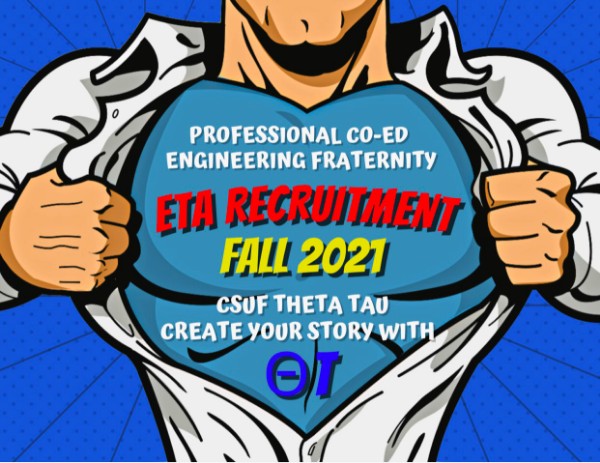 PROFESSIONAL CO-ED
ENGINEERING FRATERNITY
ETA RECRUITMENT
FALL 2021
CSUF THETA TAU
CREATE YOUR STORY WITH
ΘT